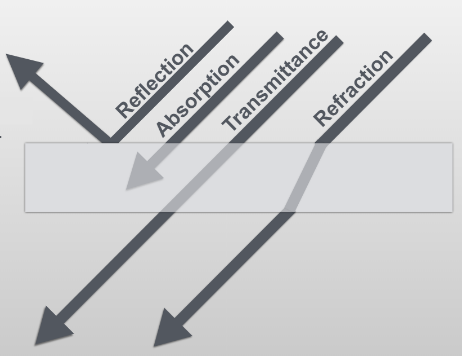 Reflection
Absorption
Transmittance
Refraction